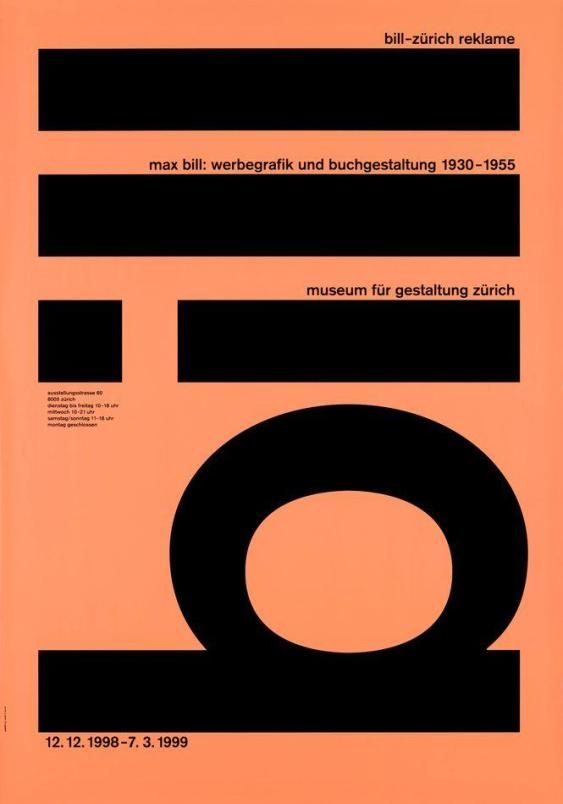 bill-zürich reklame
max bill: werbegrafik und buchgestaltung 1930-1955
museum für gestaltung zürich
ausstellungsstrasse 60
8005 zürich
dienstag bis freitag 10-18 uhr
mittwoch 10-21 uhr
samstag/sonntag 11-18 uhr
montag geschlossen
bill
12. 12. 1998-7. 3. 1999